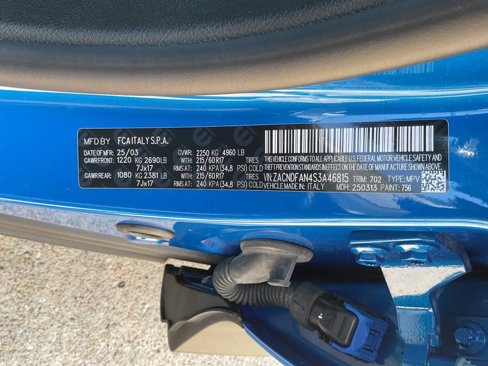 MFD BY FCA ITALY S.P.A.
DATE OF MFR: 25/03 GVWR: 2250 KG 4960 LB
GAWR FRONT: 1220 KG 2690LB WITH: 215/60R17 TIRES
7Jx17 RIMS AT: 240 KPA (34,8 PSI) COLD
GAWR REAR: 1080 KG 2381LB WITH: 215/60R17 TIRES
7Jx17 RIMS AT: 240 KPA (34,8 PSI) COLD
THIS VEHICLE CONFORMS TO ALL APPLICABLE U.S. FEDERAL MOTOR VEHICLE SAFETY
AND THEFT PREVENTION STANDARDS IN EFFECT ON THE DATE OF MANUFACTURE SHOWN ABOVE.
VIN:ZACNDFAN4S3A46815 TRIM: 702 TYPE:MPV
VEHICLE MADE IN: ITALY MDH: 250313 PAINT: 756